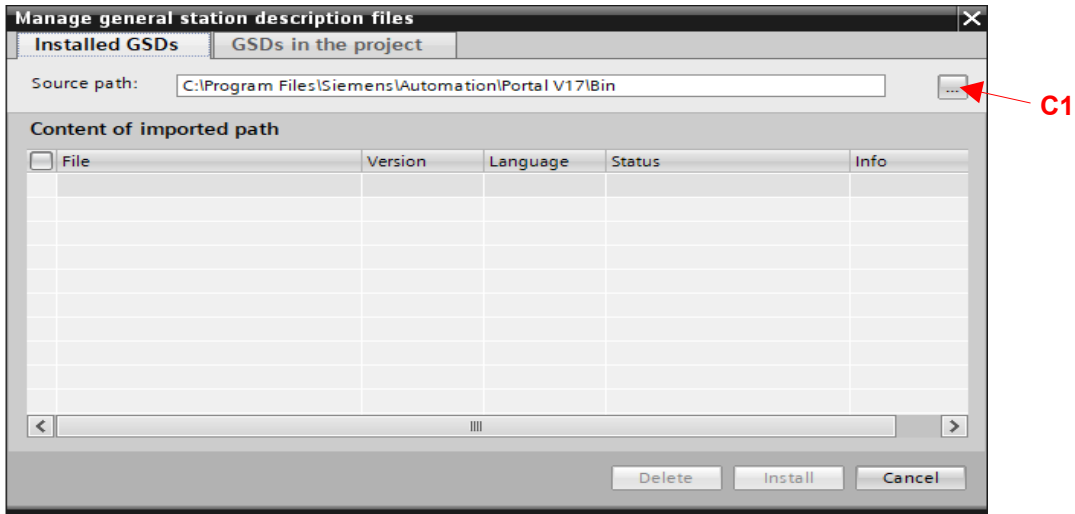 Manage general station description files
Installed GSDs GSDs in the project
Source path: C:\Program Files\Siemens\Automation\Portal V17\Bin ...
C1
Content of imported path
File Version Language Status Info
Delete Install Cancel